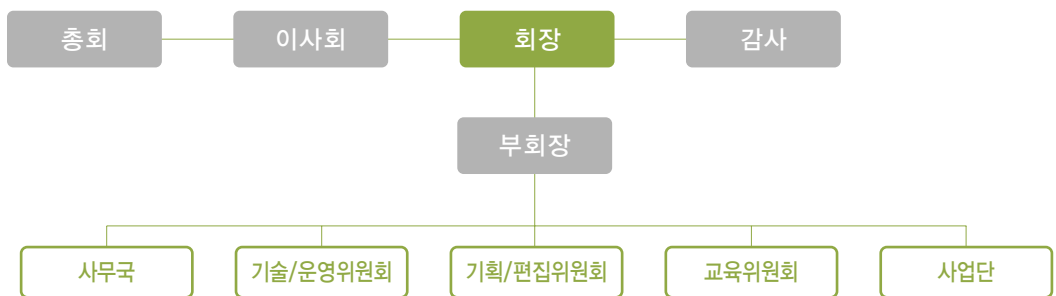 총회
이사회
회장
감사
부회장
사무국
기술/운영위원회
기획/편집위원회
교육위원회
사업단